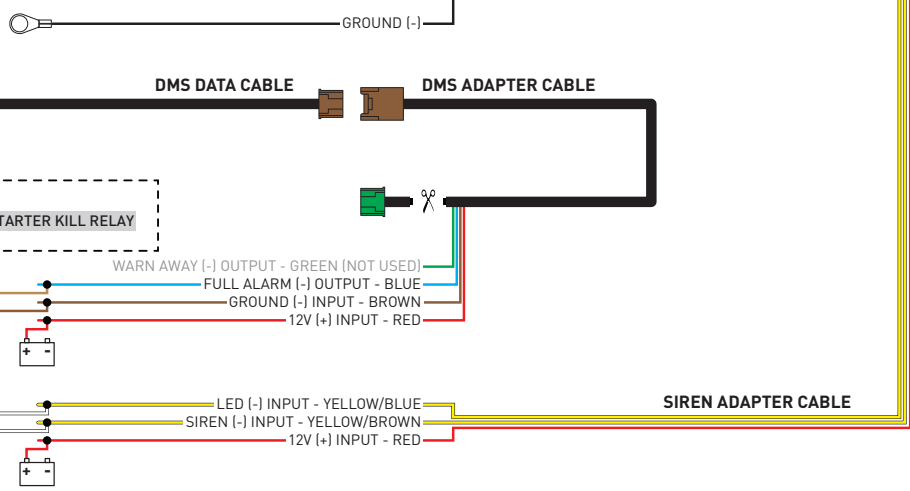 GROUND (-)
DMS DATA CABLE
DMS ADAPTER CABLE
TARTER KILL RELAY
WARN AWAY (-) OUTPUT - GREEN (NOT USED)
FULL ALARM (-) OUTPUT - BLUE
GROUND (-) INPUT - BROWN
12V (+) INPUT - RED
+ -
LED (-) INPUT - YELLOW/BLUE
SIREN ADAPTER CABLE
SIREN (-) INPUT - YELLOW/BROWN
12V (+) INPUT - RED
+ -